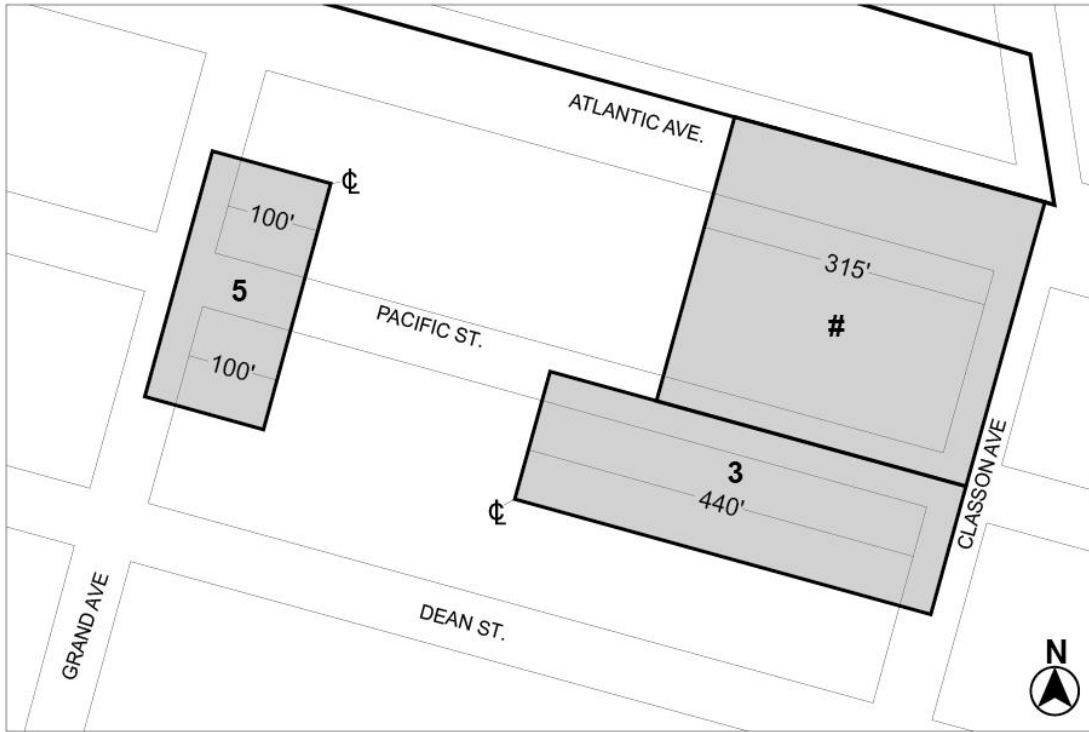 ATLANTIC AVE.
℄
100'
315'
5
#
PACIFIC ST.
100'
3
440'
℄
CLASSON AVE
GRAND AVE
DEAN ST.
N